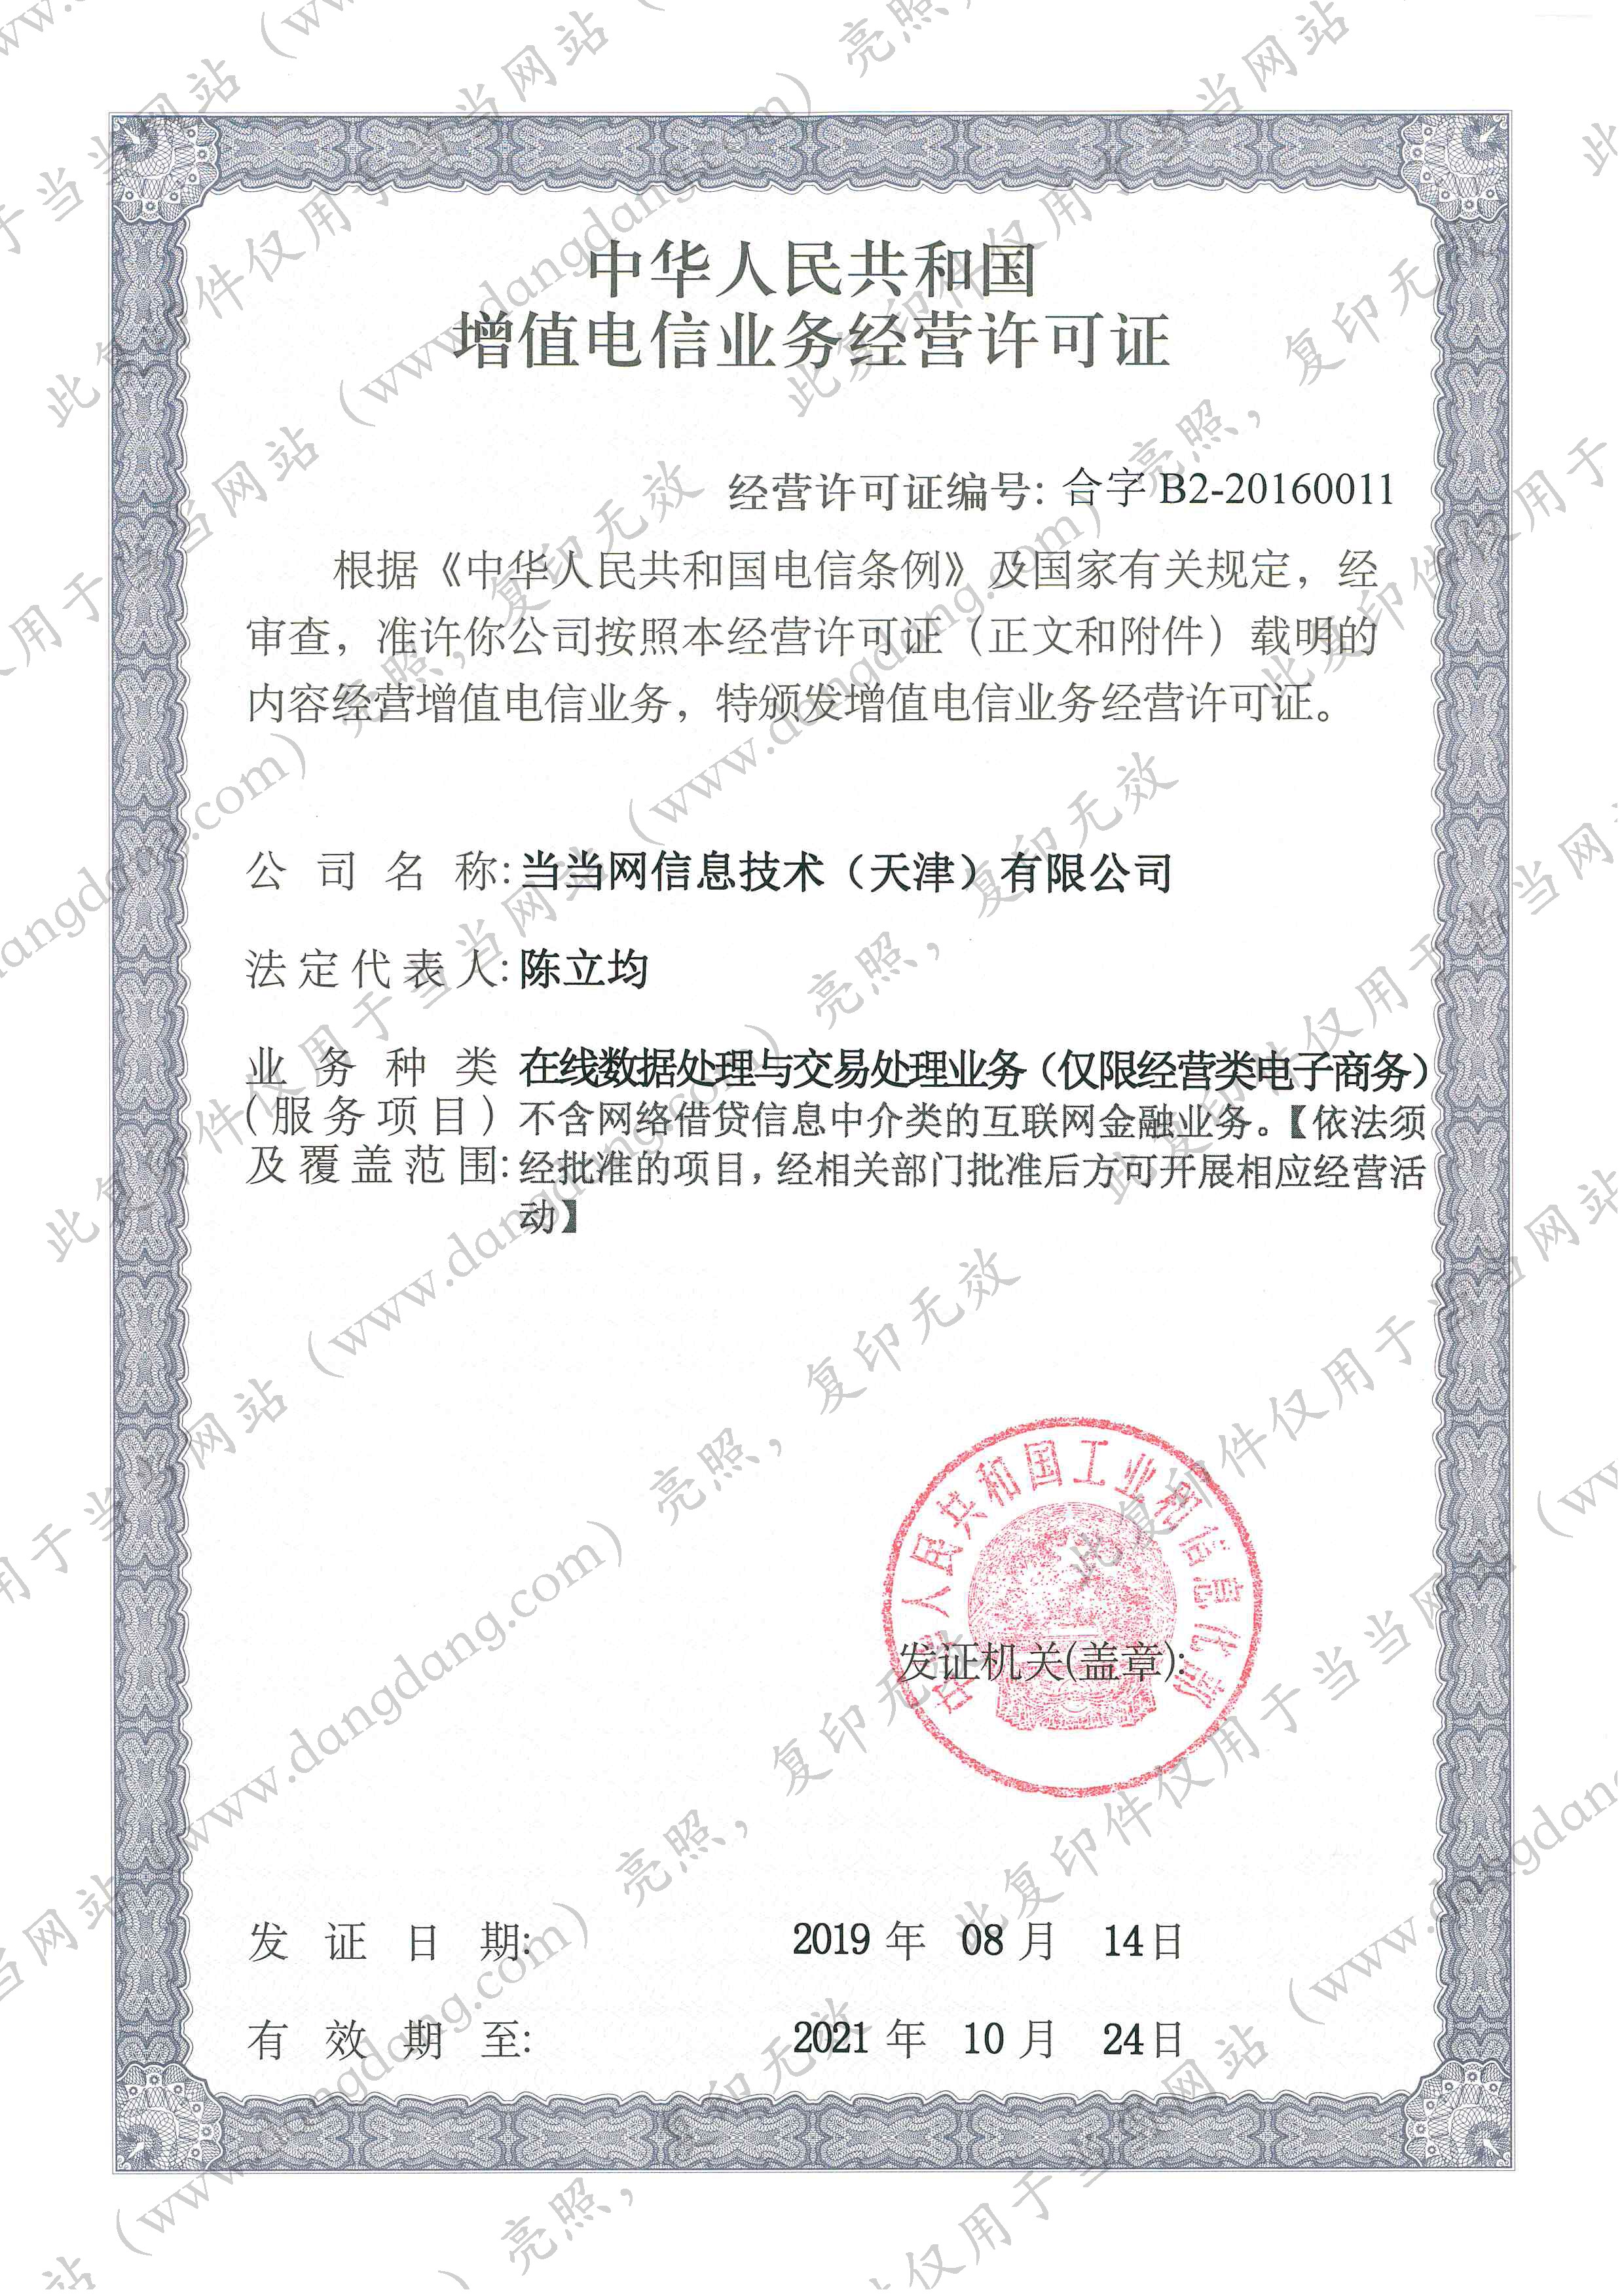 中华人民共和国
增值电信业务经营许可证
经营许可证编号: 合字 B2-20160011
根据《中华人民共和国电信条例》及国家有关规定，经
审查，准许你公司按照本经营许可证（正文和附件）载明的
内容经营增值电信业务，特颁发增值电信业务经营许可证。
公司名称: 当当网信息技术（天津）有限公司
法定代表人: 陈立均
业务种类 在线数据处理与交易处理业务（仅限经营类电子商务）
(服务项目) 不含网络借贷信息中介类的互联网金融业务。【依法须
及覆盖范围: 经批准的项目，经相关部门批准后方可开展相应经营活
动】
中华人民共和国工业和信息化部
发证机关(盖章):
发证日期: 2019 年 08 月 14日
有效期至: 2021 年 10 月 24日
此复印件仅用于当当网站（www.dangdang.com）亮照，复印无效